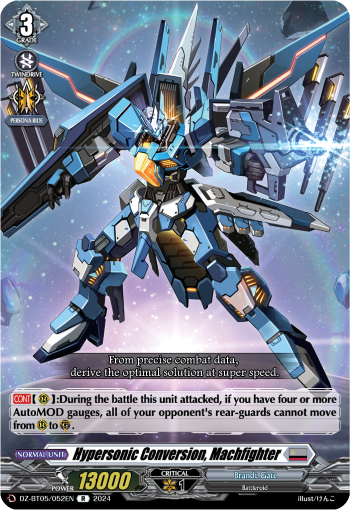 3
GRADE
TWINDRIVE
PERSONA RIDE
From precise combat data,
derive the optimal solution at super speed.
CONT【 】:During the battle this unit attacked, if you have four or more
AutoMOD gauges, all of your opponent's rear-guards cannot move
from to .
NORMAL UNIT
Hypersonic Conversion, Machfighter
POWER 13000
CRITICAL
1
Brandt Gate
Battleroid
DZ-BT05/052EN R 2024
illust/けんこ